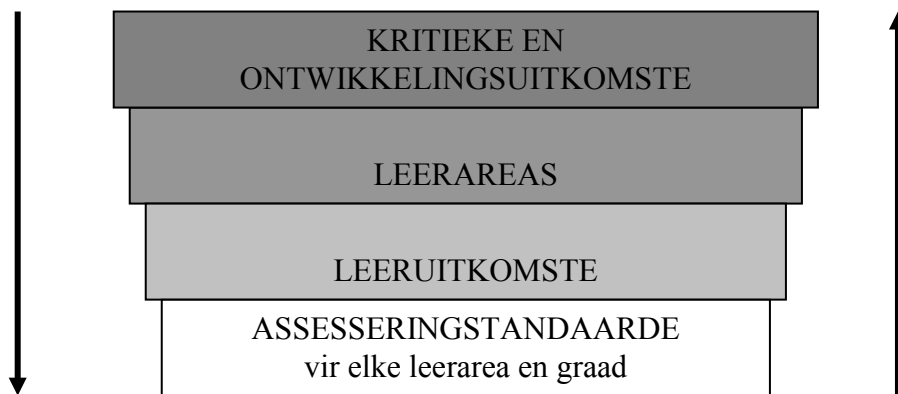 KRITIEKE EN
ONTWIKKELINGSUITKOMSTE
LEERAREAS
LEERUITKOMSTE
ASSESSERINGSTANDAARDE
vir elke leerarea en graad